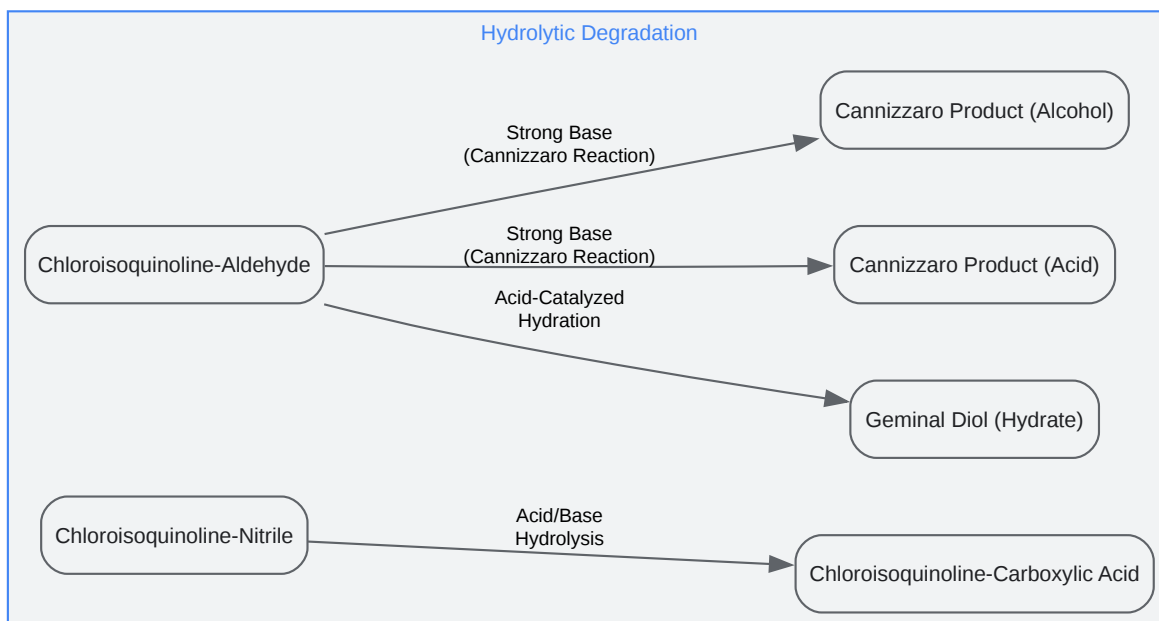 Hydrolytic Degradation
Cannizzaro Product (Alcohol)
Strong Base
(Cannizzaro Reaction)
Chloroisoquinoline-Aldehyde
Strong Base
(Cannizzaro Reaction)
Cannizzaro Product (Acid)
Acid-Catalyzed
Hydration
Geminal Diol (Hydrate)
Chloroisoquinoline-Nitrile
Acid/Base
Hydrolysis
Chloroisoquinoline-Carboxylic Acid